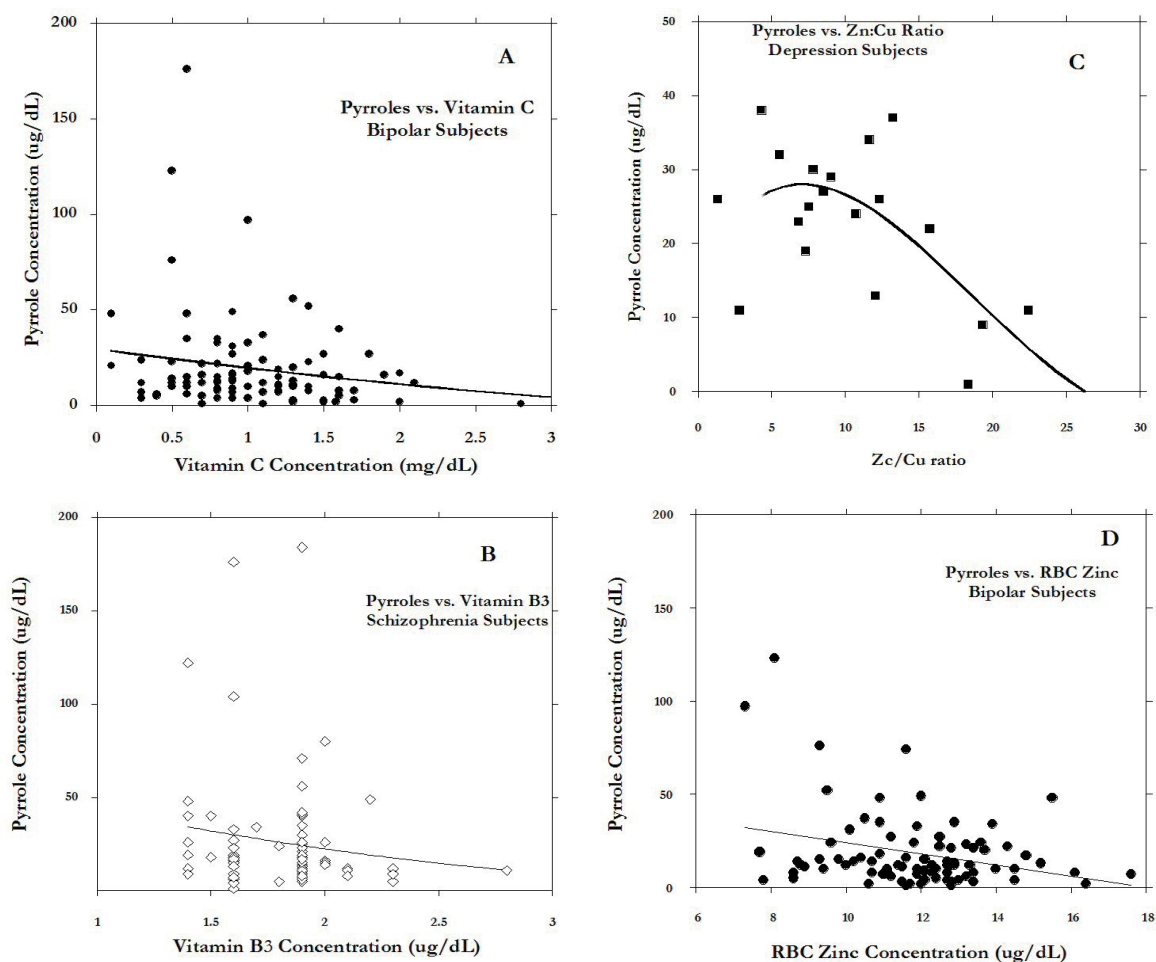 A
Pyrroles vs. Vitamin C
Bipolar Subjects
Pyrrole Concentration (ug/dL)
200
150
100
50
0
0
0.5
1
1.5
2
2.5
3
Vitamin C Concentration (mg/dL)
Pyrroles vs. Zn:Cu Ratio
Depression Subjects
C
Pyrrole Concentration (ug/dL)
50
40
30
20
10
0
0
5
10
15
20
25
30
Zc/Cu ratio
B
Pyrroles vs. Vitamin B3
Schizophrenia Subjects
Pyrrole Concentration (ug/dL)
200
150
100
50
0
1
1.5
2
2.5
3
Vitamin B3 Concentration (ug/dL)
D
Pyrroles vs. RBC Zinc
Bipolar Subjects
Pyrrole Concentration (ug/dL)
200
150
100
50
0
6
8
10
12
14
16
18
RBC Zinc Concentration (ug/dL)